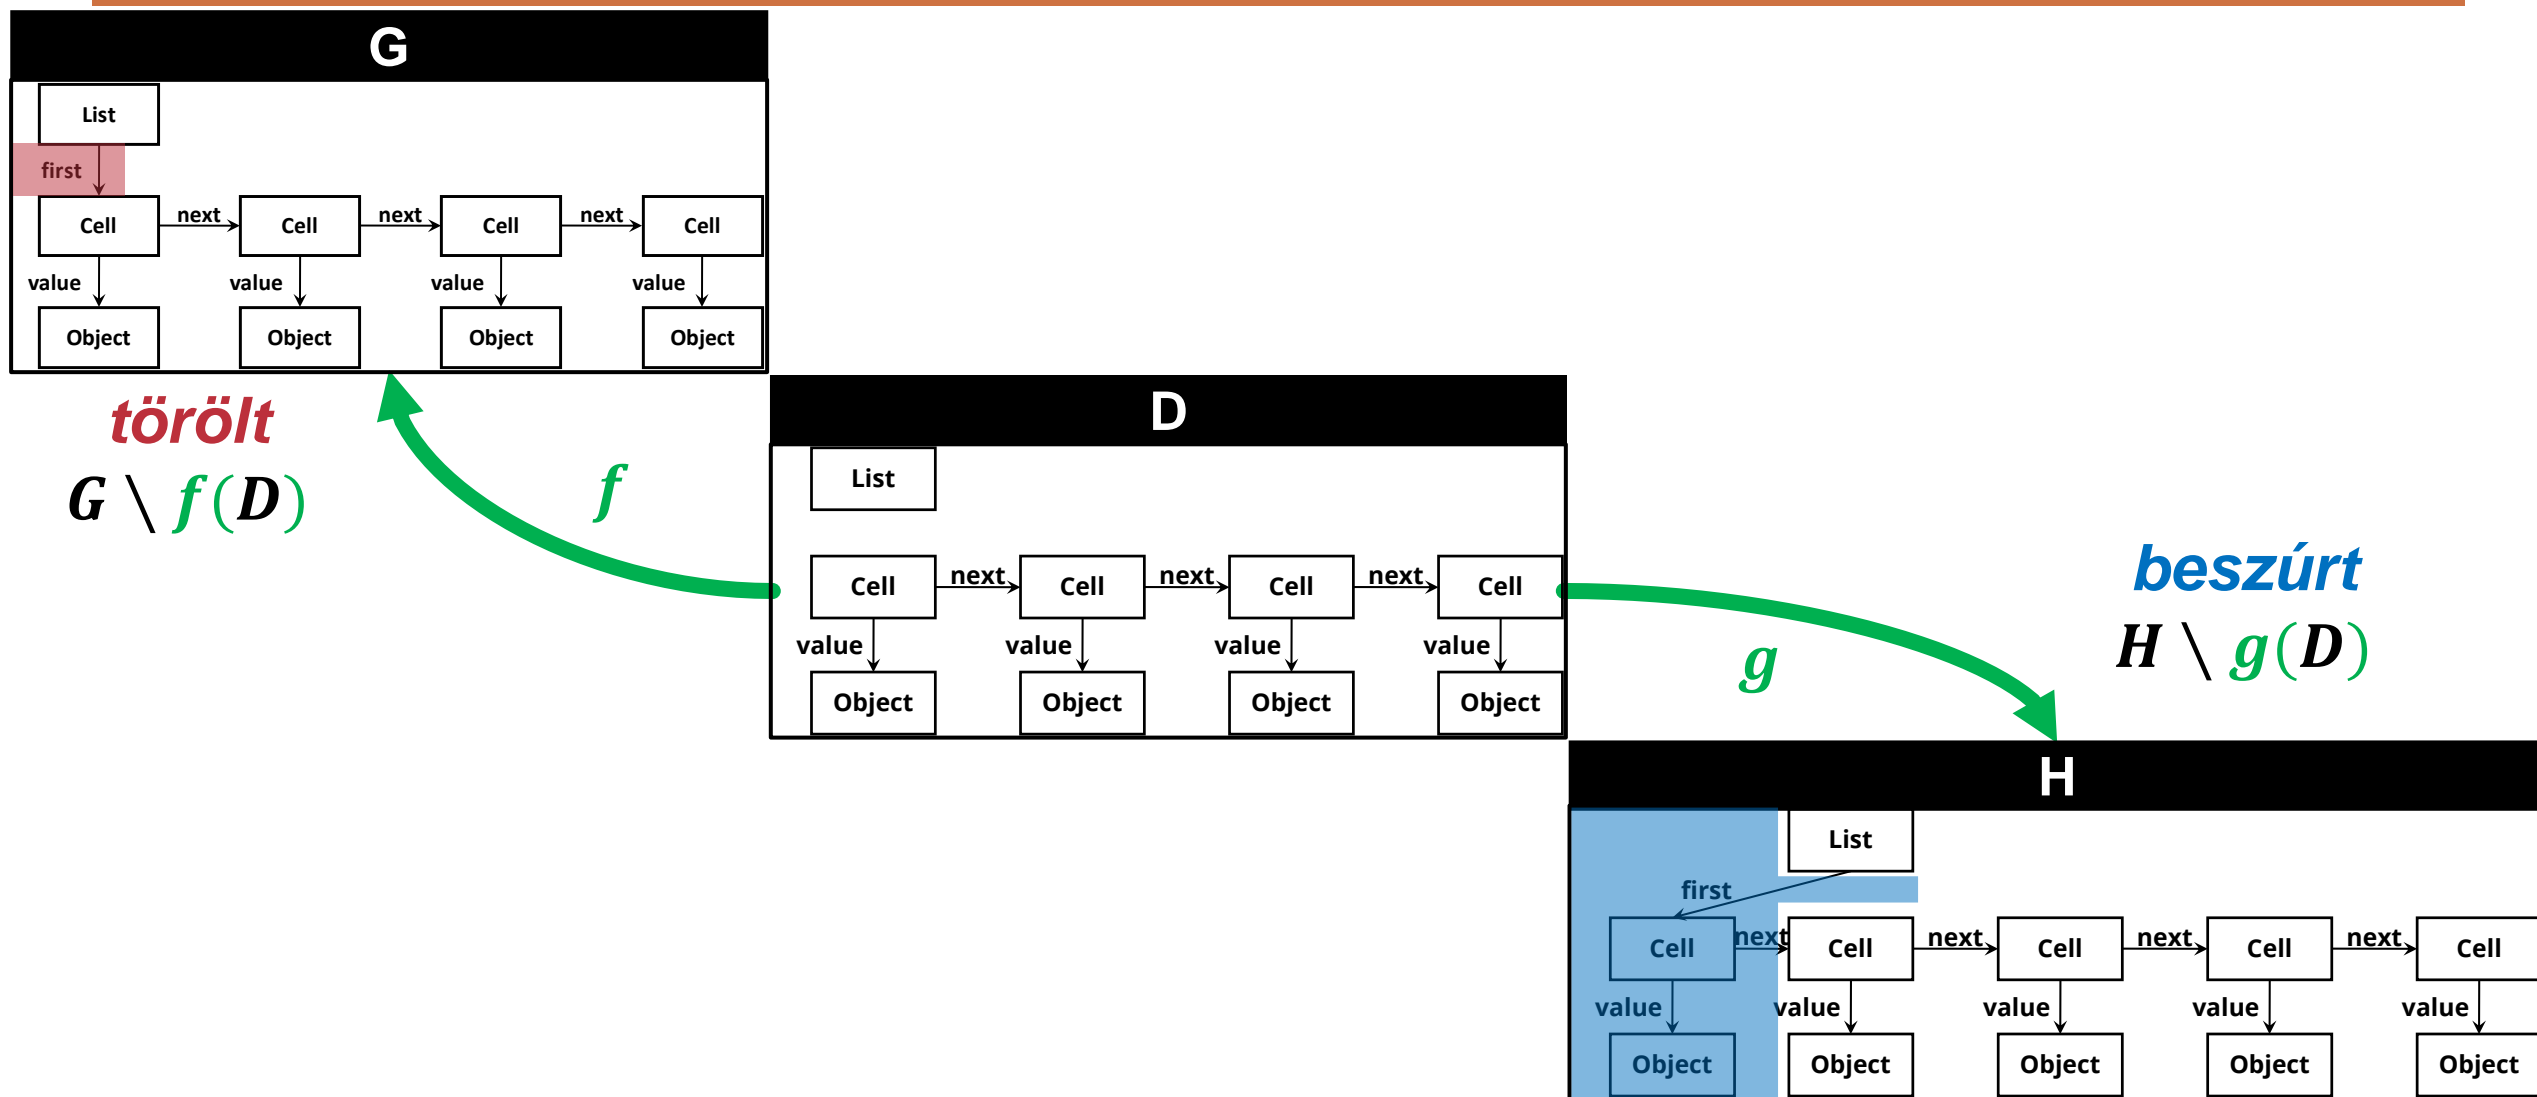 G
List
first
Cell next Cell next Cell next Cell
value value value value
Object Object Object Object
törölt
G \ f(D)
f
D
List
Cell next Cell next Cell next Cell
value value value value
Object Object Object Object
g
beszúrt
H \ g(D)
H
List
first
Cell next Cell next Cell next Cell next Cell
value value value value value
Object Object Object Object Object